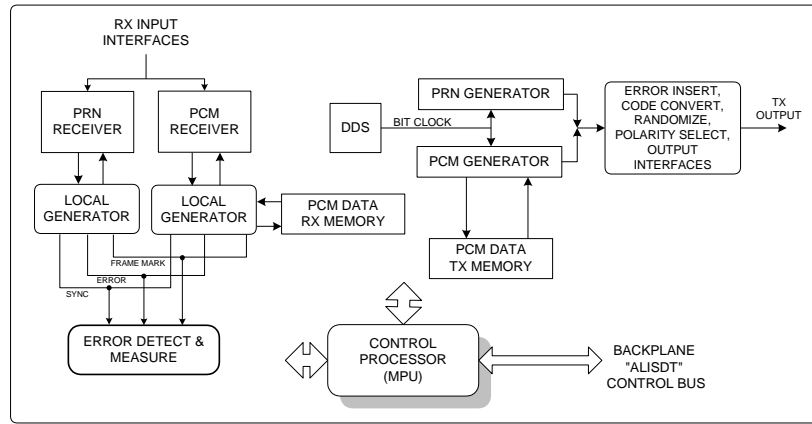 RX INPUT
INTERFACES
PRN
RECEIVER
PCM
RECEIVER
LOCAL
GENERATOR
LOCAL
GENERATOR
PCM DATA
RX MEMORY
FRAME MARK
ERROR
SYNC
ERROR DETECT &
MEASURE
DDS
BIT CLOCK
PRN GENERATOR
PCM GENERATOR
PCM DATA
TX MEMORY
ERROR INSERT,
CODE CONVERT,
RANDOMIZE,
POLARITY SELECT,
OUTPUT
INTERFACES
TX
OUTPUT
CONTROL
PROCESSOR
(MPU)
BACKPLANE
"ALISDT"
CONTROL BUS